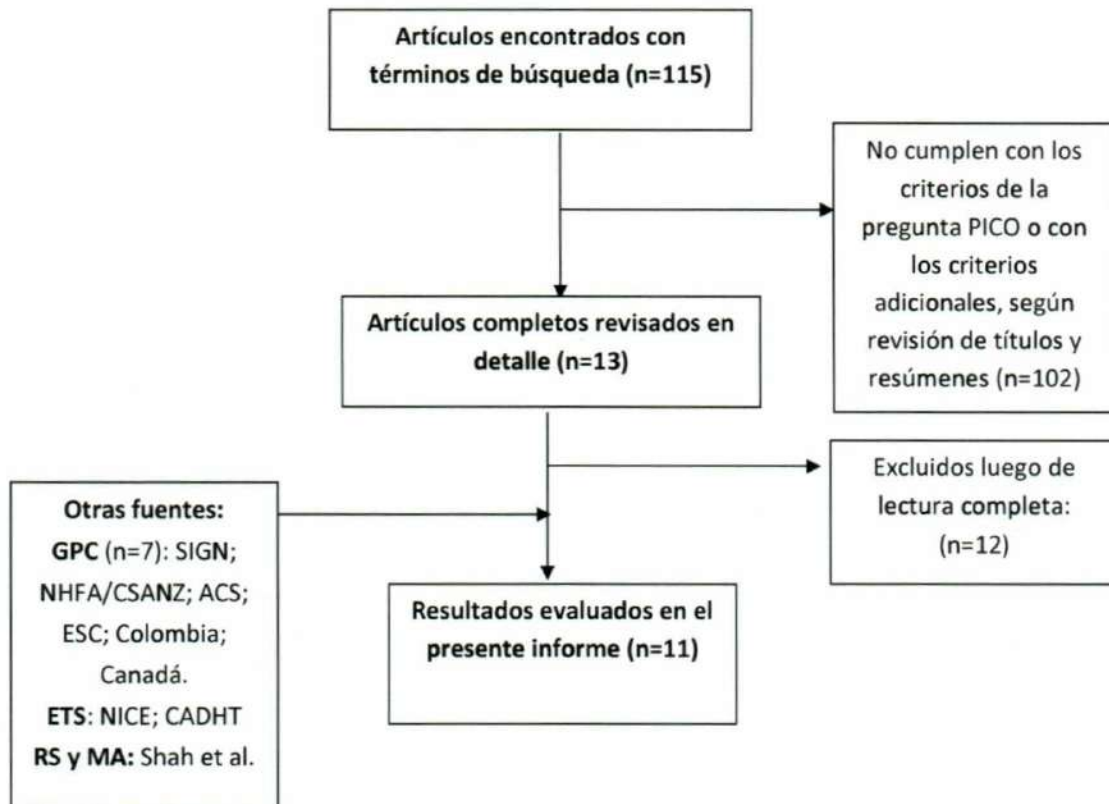 Artículos encontrados con
términos de búsqueda (n=115)
No cumplen con los
criterios de la
pregunta PICO o con
los criterios
adicionales, según
revisión de títulos y
resúmenes (n=102)
Artículos completos revisados en
detalle (n=13)
Excluidos luego de
lectura completa:
(n=12)
Otras fuentes:
GPC (n=7): SIGN;
NHFA/CSANZ; ACS;
ESC; Colombia;
Canadá.
ETS: NICE; CADHT
RS y MA: Shah et al.
Resultados evaluados en el
presente informe (n=11)